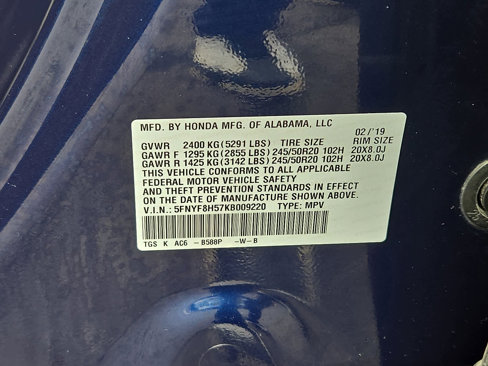 MFD. BY HONDA MFG. OF ALABAMA, LLC
02/'19
GVWR 2400 KG(5291 LBS) TIRE SIZE RIM SIZE
GAWR F 1295 KG(2855 LBS) 245/50R20 102H 20X8.0J
GAWR R 1425 KG(3142 LBS) 245/50R20 102H 20X8.0J
THIS VEHICLE CONFORMS TO ALL APPLICABLE
FEDERAL MOTOR VEHICLE SAFETY
AND THEFT PREVENTION STANDARDS IN EFFECT
ON THE DATE OF MANUFACTURE SHOWN ABOVE.
V.I.N.: 5FNYF8H57KB009220 TYPE: MPV
TGS K AC6 – B588P –W–B